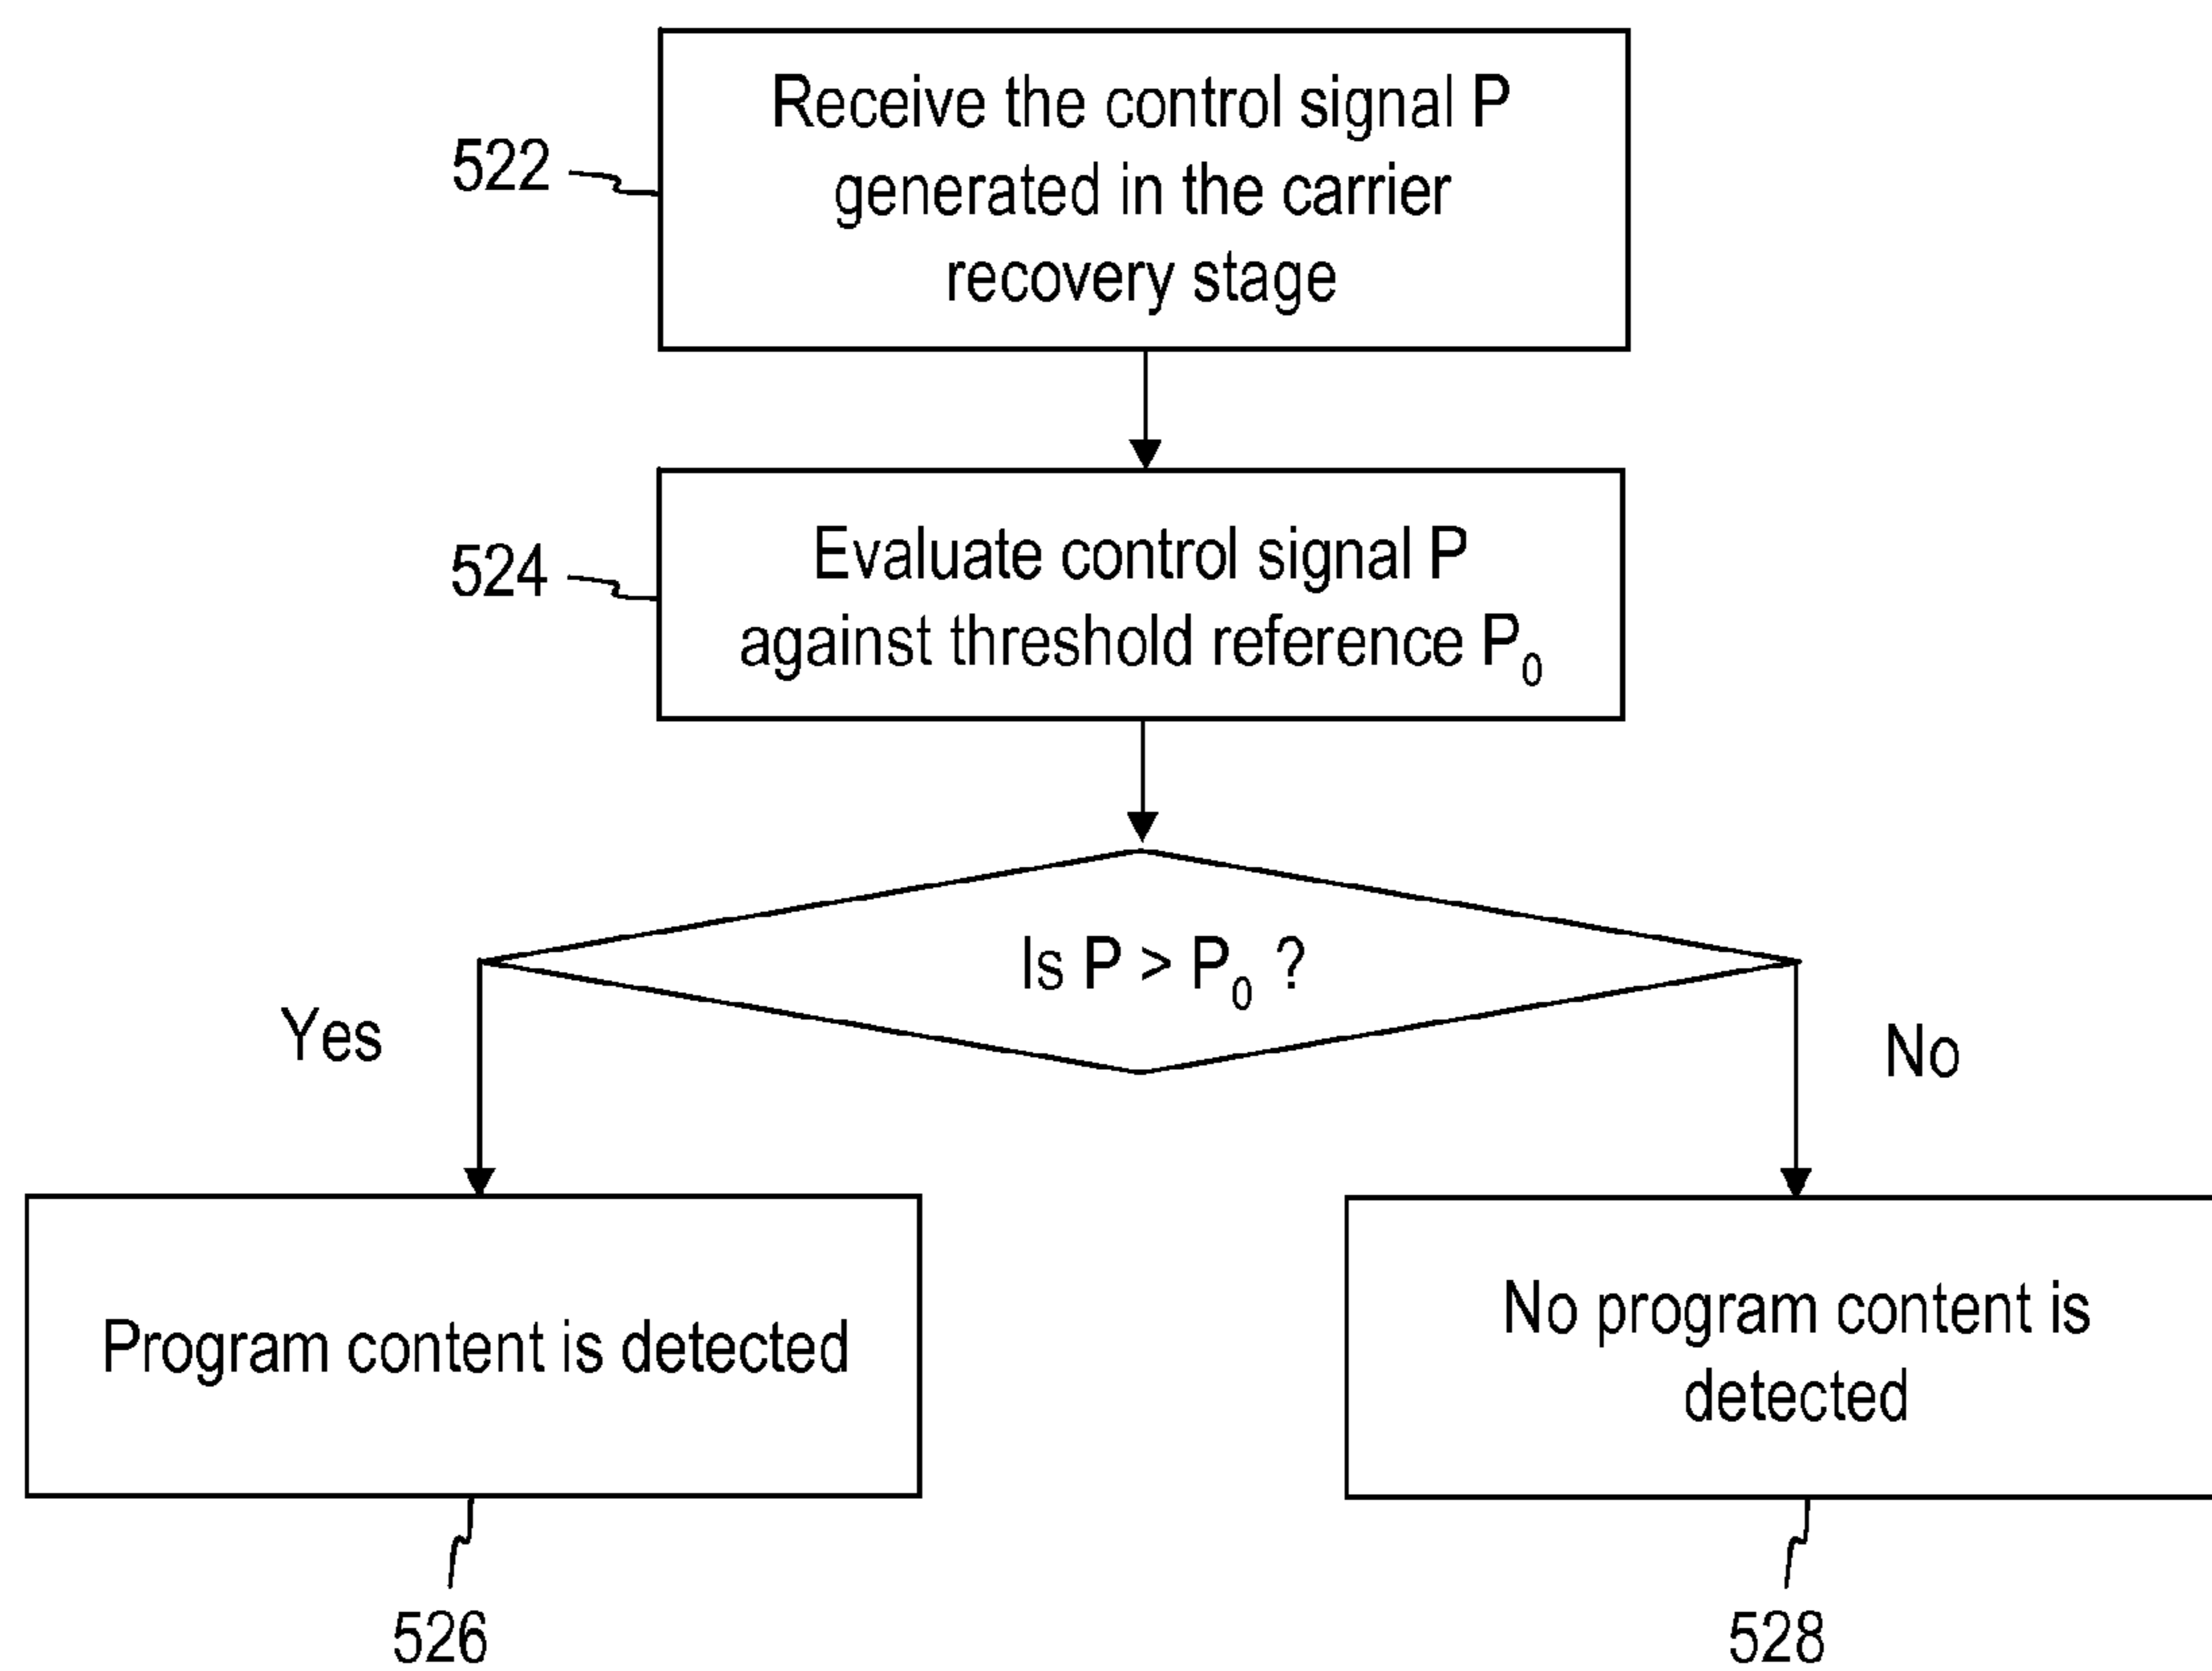 Receive the control signal P
generated in the carrier
recovery stage
522
Evaluate control signal P
against threshold reference P₀
524
Is P > P₀ ?
Yes
No
Program content is detected
No program content is
detected
526
528